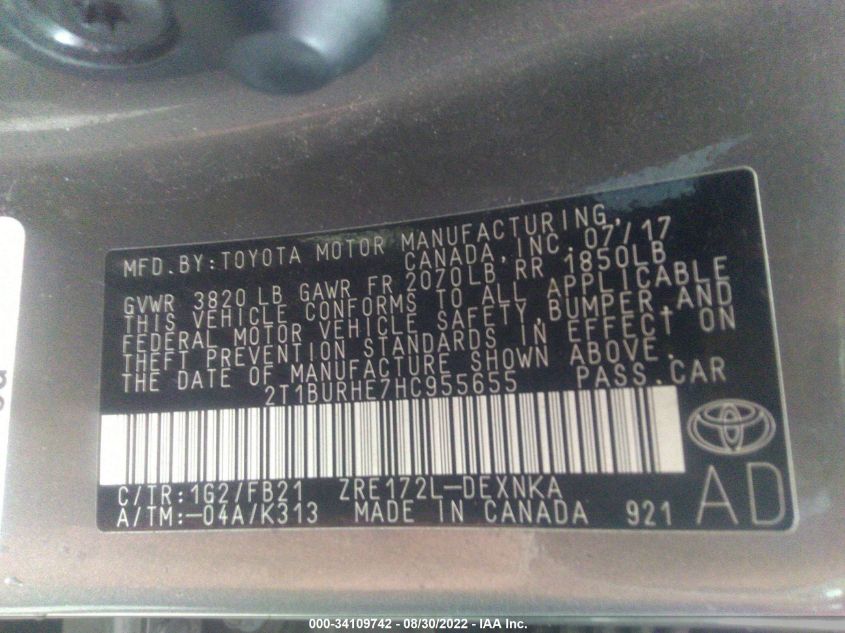 MFD.BY:TOYOTA MOTOR MANUFACTURING,
CANADA, INC. 07/17
GVWR 3820 LB GAWR FR 2070LB RR 1850LB
THIS VEHICLE CONFORMS TO ALL APPLICABLE
FEDERAL MOTOR VEHICLE SAFETY, BUMPER, AND
THEFT PREVENTION STANDARDS IN EFFECT ON
THE DATE OF MANUFACTURE SHOWN ABOVE.
2T1BURHE7HC955655 PASS.CAR
C/TR:1G2/FB21 ZRE172L-DEXNKA
A/TM:-04A/K313 MADE IN CANADA 921
AD
000-34109742 - 08/30/2022 - IAA Inc.